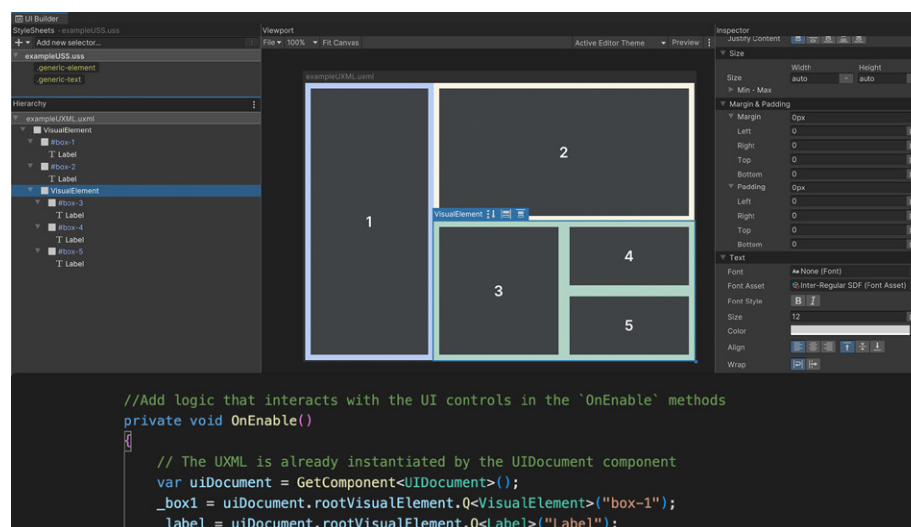 UI Builder
StyleSheets - exampleUSS.uss
Add new selector...
exampleUSS.uss
.generic-element
.generic-text
Hierarchy
exampleUXML.uxml
VisualElement
#box-1
Label
#box-2
Label
VisualElement
#box-3
Label
#box-4
Label
#box-5
Label
Viewport
File 100% Fit Canvas Active Editor Theme Preview
exampleUXML.uxml
1
2
VisualElement
3
4
5
Inspector
Justify Content
Size
Width Height
Size auto - auto
Min - Max
Margin & Padding
Margin 0px
Left 0
Right 0
Top 0
Bottom 0
Padding 0px
Left 0
Right 0
Top 0
Bottom 0
Text
Font Aa None (Font)
Font Asset Inter-Regular SDF (Font Asset)
Font Style B I
Size 12
Color
Align
Wrap
//Add logic that interacts with the UI controls in the `OnEnable` methods
private void OnEnable()
{
// The UXML is already instantiated by the UIDocument component
var uiDocument = GetComponent<UIDocument>();
_box1 = uiDocument.rootVisualElement.Q<VisualElement>("box-1");
_label = uiDocument.rootVisualElement.Q<Label>("Label");